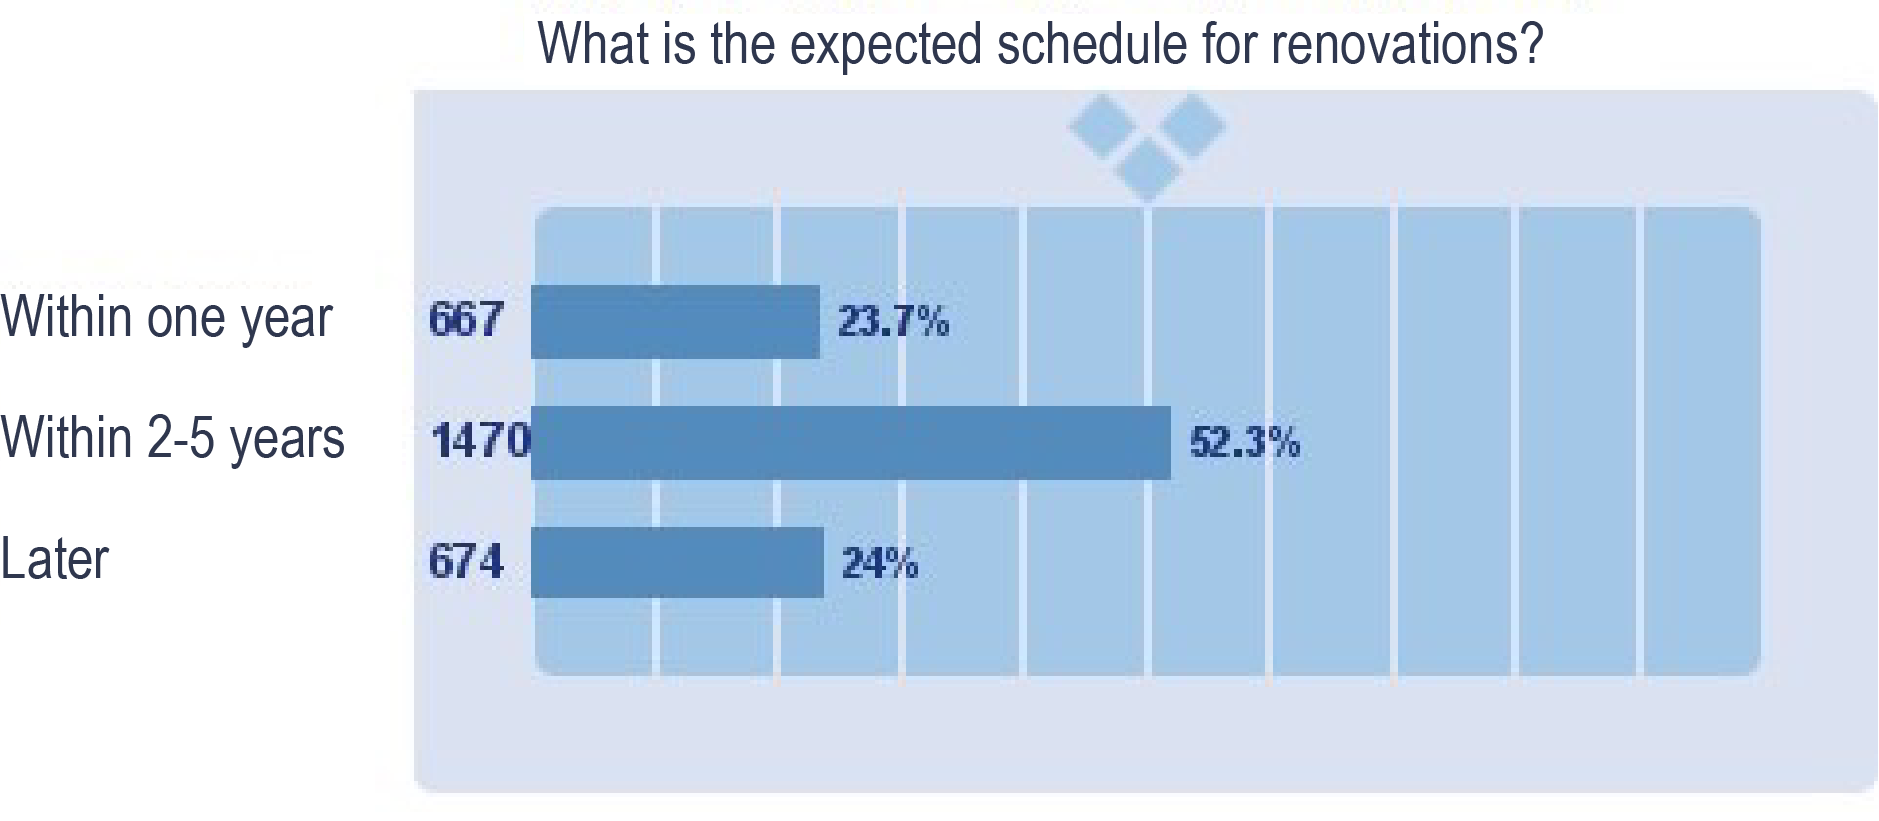 What is the expected schedule for renovations?
Within one year 667 23.7%
Within 2-5 years 1470 52.3%
Later 674 24%